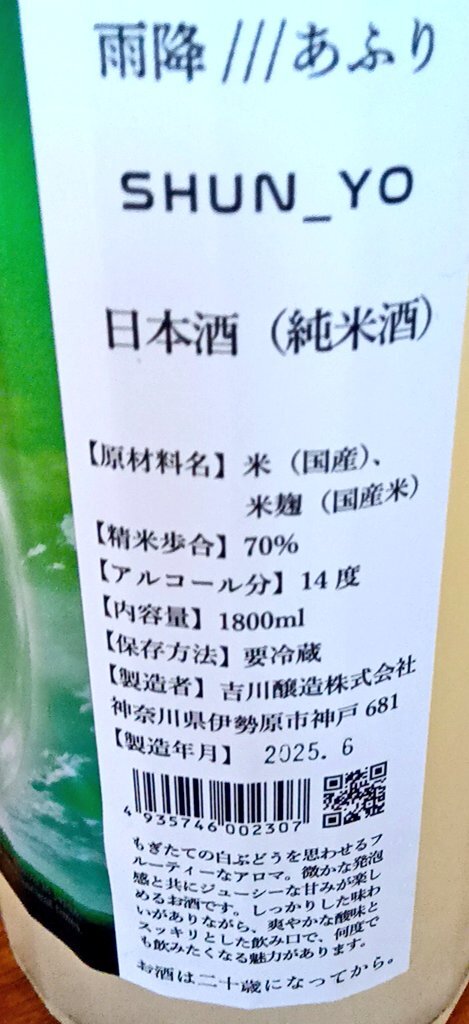 雨降///あふり
SHUN_YO
日本酒（純米酒）
【原材料名】米（国産）、
米麹（国産米）
【精米歩合】70%
【アルコール分】14度
【内容量】1800ml
【保存方法】要冷蔵
【製造者】吉川醸造株式会社
神奈川県伊勢原市神戸681
【製造年月】 2025. 6
4 935746 002307
もぎたての白ぶどうを思わせるフ
ルーティーなアロマ。微かな発泡
感と共にジューシーな甘みが楽し
めるお酒です。しっかりした味わ
いがありながら、爽やかな酸味と
スッキリとした飲み口で、何度で
も飲みたくなる魅力があります。
お酒は二十歳になってから。